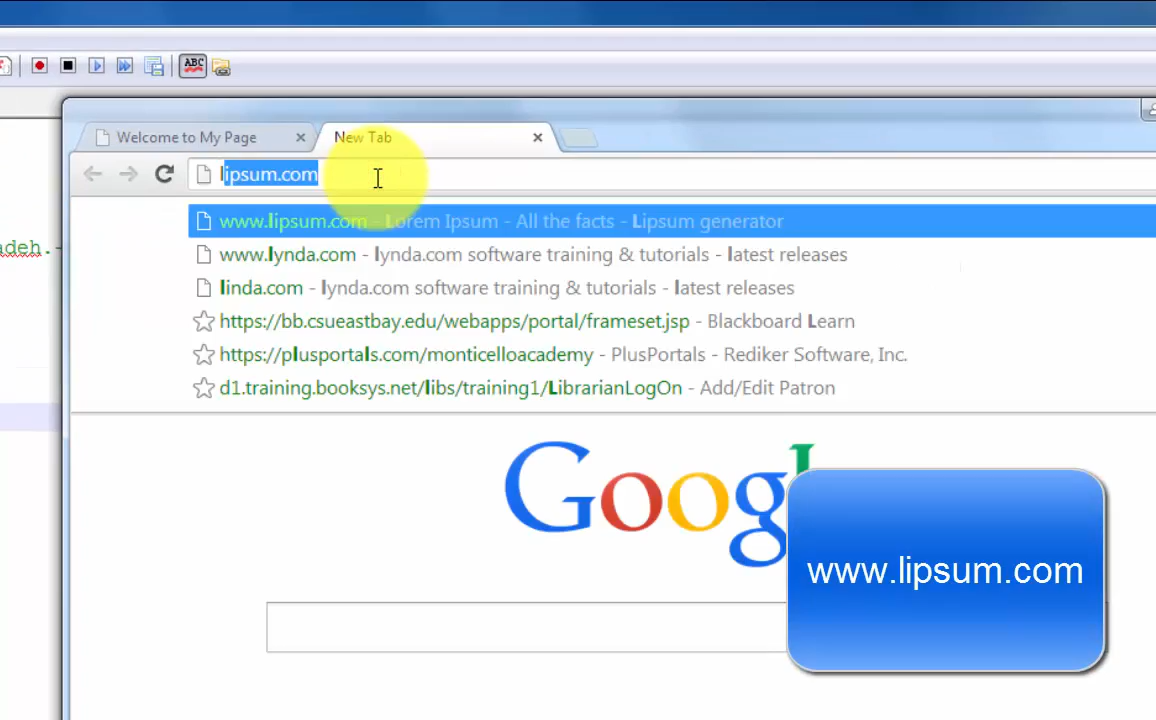 ABC
Welcome to My Page
New Tab
lipsum.com
www.lipsum.com - Lorem Ipsum - All the facts - Lipsum generator
adeh.
www.lynda.com - lynda.com software training & tutorials - latest releases
linda.com - lynda.com software training & tutorials - latest releases
https://bb.csueastbay.edu/webapps/portal/frameset.jsp - Blackboard Learn
https://plusportals.com/monticelloacademy - PlusPortals - Rediker Software, Inc.
d1.training.booksys.net/libs/training1/LibrarianLogOn - Add/Edit Patron
Googl
www.lipsum.com